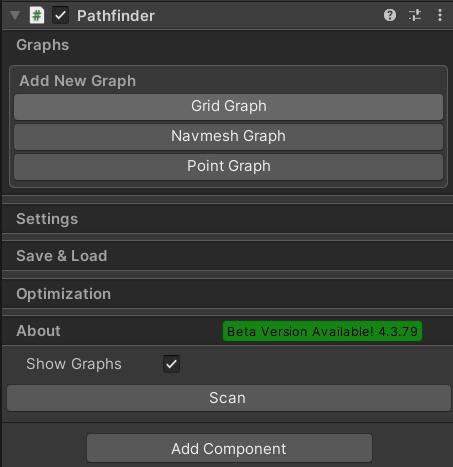 # Pathfinder
Graphs
Add New Graph
Grid Graph
Navmesh Graph
Point Graph
Settings
Save & Load
Optimization
About Beta Version Available! 4.3.79
Show Graphs
Scan
Add Component